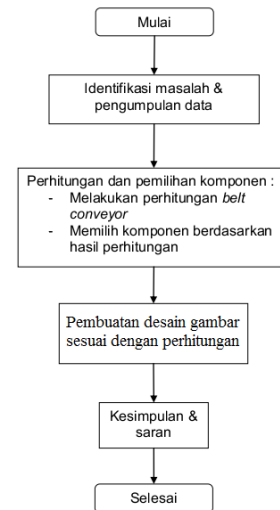 Mulai
Identifikasi masalah &
pengumpulan data
Perhitungan dan pemilihan komponen :
- Melakukan perhitungan belt
conveyor
- Memilih komponen berdasarkan
hasil perhitungan
Pembuatan desain gambar
sesuai dengan perhitungan
Kesimpulan &
saran
Selesai